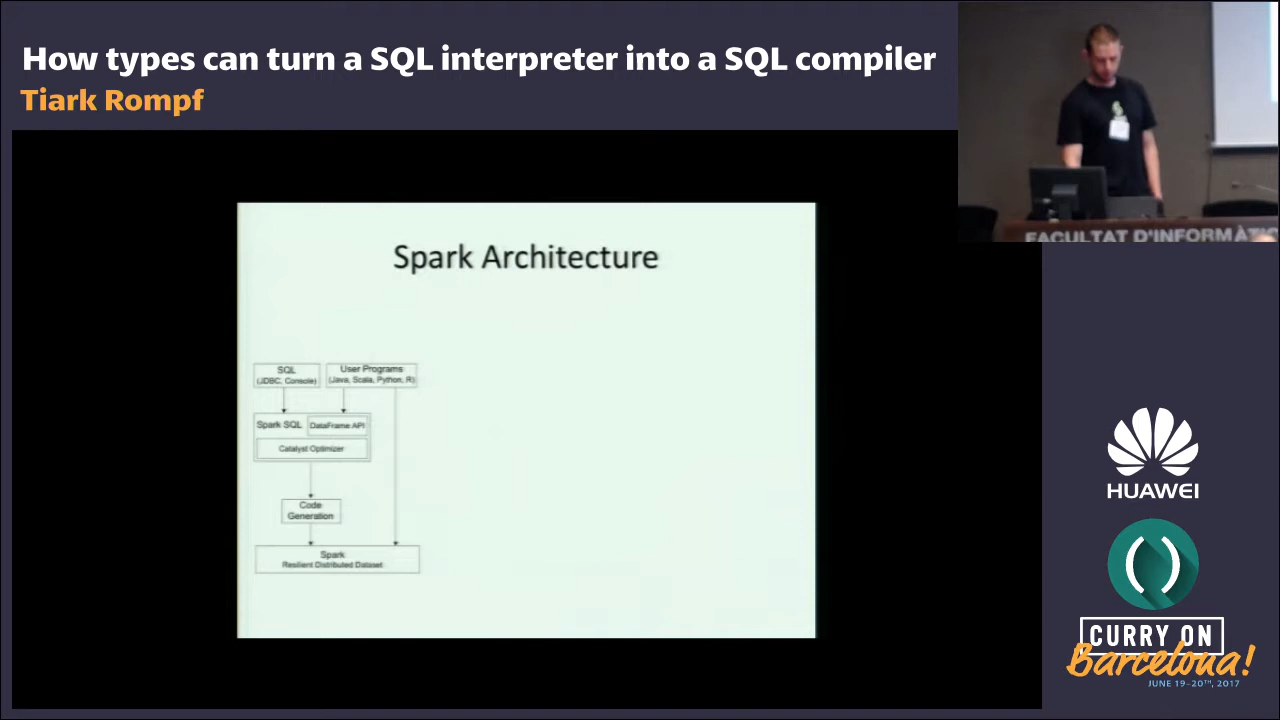 How types can turn a SQL interpreter into a SQL compiler
Tiark Rompf
Spark Architecture
SQL
(JDBC, Console)
User Programs
(Java, Scala, Python, R)
Spark SQL
DataFrame API
Catalyst Optimizer
Code
Generation
Spark
Resilient Distributed Dataset
FACULTAT D'INFORMÀTIC
HUAWEI
CURRY ON
Barcelona!
JUNE 19-20TH, 2017